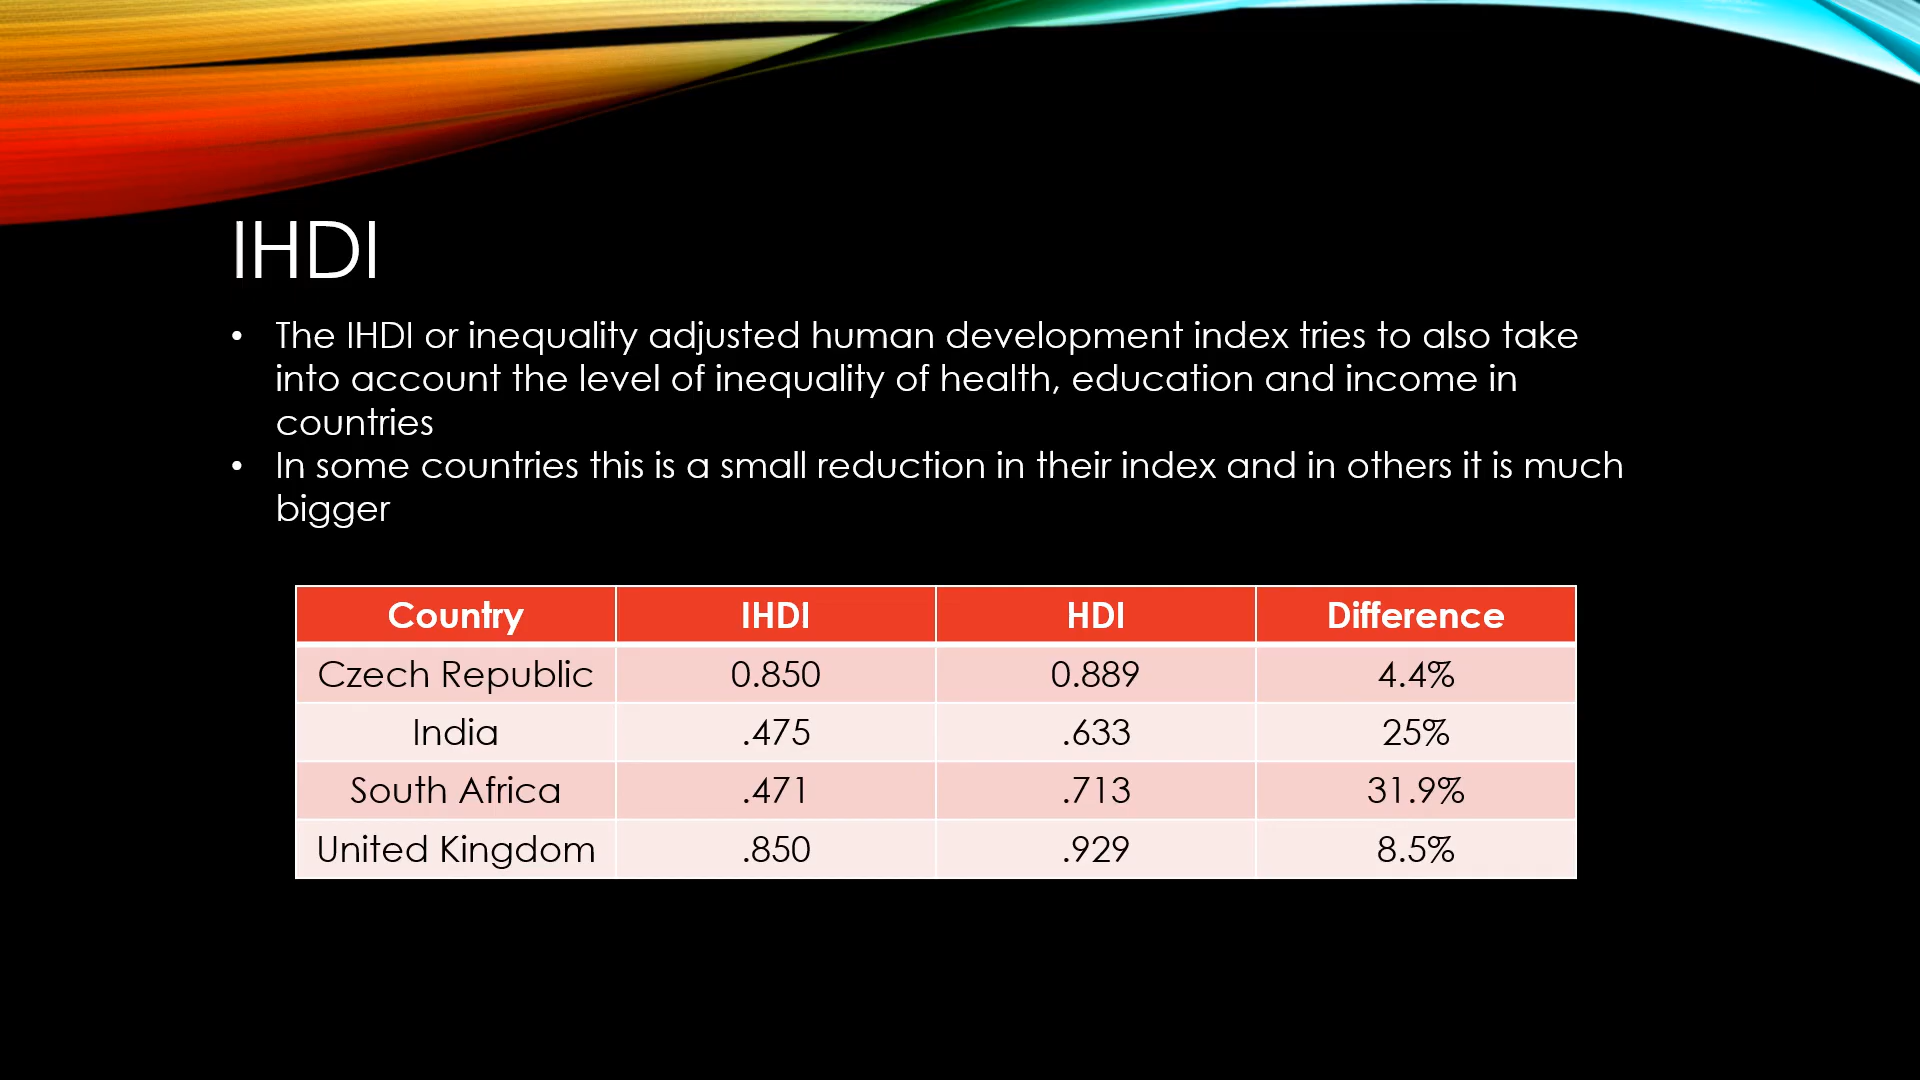 IHDI
• The IHDI or inequality adjusted human development index tries to also take
into account the level of inequality of health, education and income in
countries
• In some countries this is a small reduction in their index and in others it is much
bigger
Country IHDI HDI Difference
Czech Republic 0.850 0.889 4.4%
India .475 .633 25%
South Africa .471 .713 31.9%
United Kingdom .850 .929 8.5%